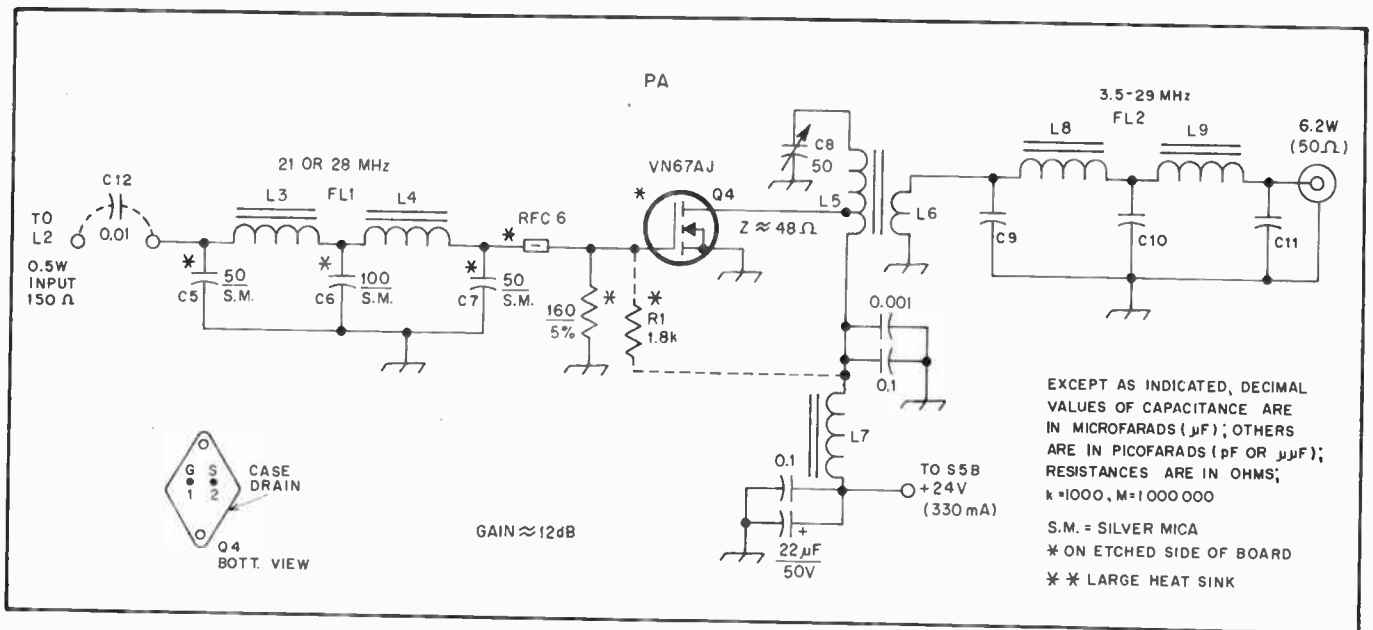 PA
3.5-29 MHz
FL2
L8
L9
6.2W
(50Ω)
C8
50
VN67AJ
*
Q4
21 OR 28 MHz
L3
FL1
L4
C12
0.01
TO
L2
0.5W
INPUT
150 Ω
* RFC 6
L5
L6
Z ≈ 48 Ω
C9
C10
C11
*
C5
50
S.M.
*
C6
100
S.M.
*
C7
50
S.M.
160
5%
*
*
R1
1.8k
0.001
0.1
L7
0.1
22 µF
50V
+
TO S5B
+24V
(330 mA)
G
1
S
2
CASE
DRAIN
Q4
BOTT. VIEW
GAIN ≈ 12dB
EXCEPT AS INDICATED, DECIMAL
VALUES OF CAPACITANCE ARE
IN MICROFARADS (µF); OTHERS
ARE IN PICOFARADS (pF OR µµF);
RESISTANCES ARE IN OHMS;
k=1000, M=1000 000
S.M. = SILVER MICA
* ON ETCHED SIDE OF BOARD
* * LARGE HEAT SINK